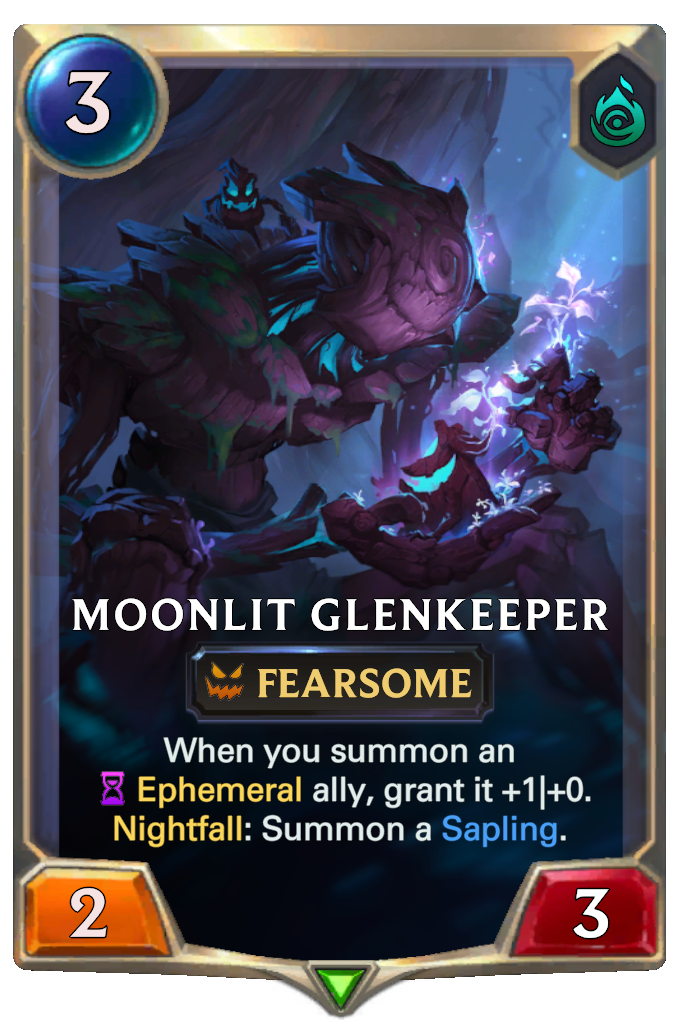 3
MOONLIT GLENKEEPER
FEARSOME
When you summon an
Ephemeral ally, grant it +1|+0.
Nightfall: Summon a Sapling.
2
3